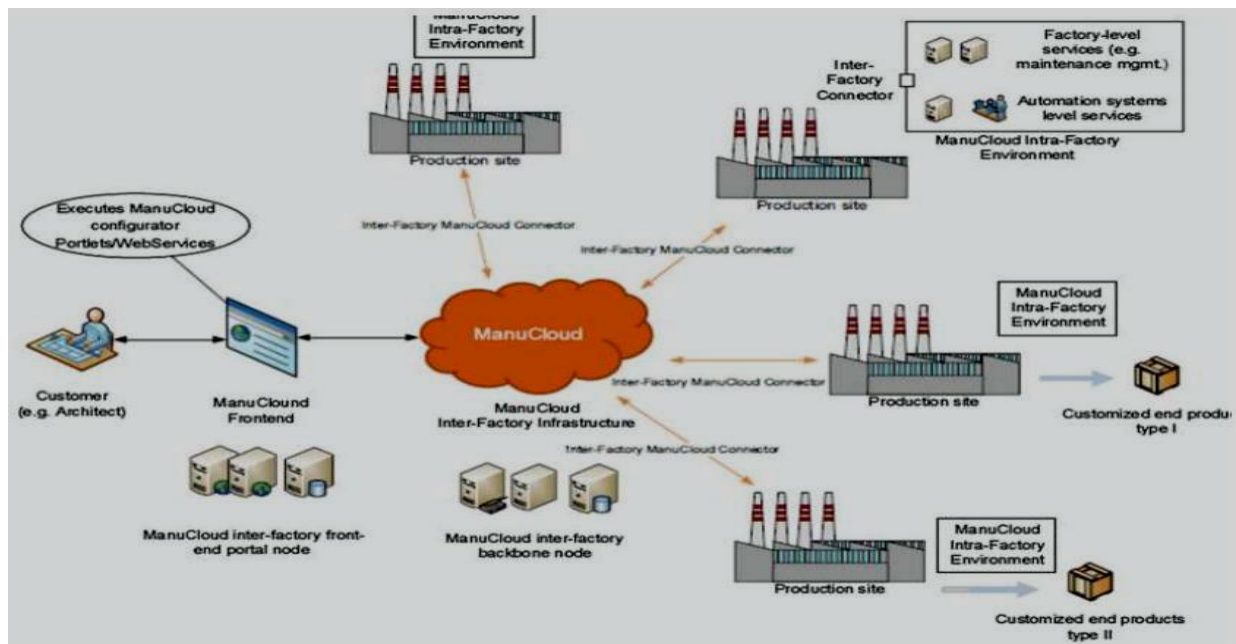 ManuCloud
Intra-Factory
Environment
Production site
Inter-Factory ManuCloud Connector
Inter-
Factory
Connector
Factory-level
services (e.g.
maintenance mgmt.)
Automation systems
level services
ManuCloud Intra-Factory
Environment
Production site
Inter-Factory ManuCloud Connector
Executes ManuCloud
configurator
Portlets/WebServices
Customer
(e.g. Architect)
ManuClound
Frontend
ManuCloud
ManuCloud
Inter-Factory Infrastructure
Inter-Factory ManuCloud Connector
ManuCloud
Intra-Factory
Environment
Production site
Customized end produ
type I
Inter-Factory ManuCloud Connector
ManuCloud inter-factory front-
end portal node
ManuCloud inter-factory
backbone node
Production site
ManuCloud
Intra-Factory
Environment
Customized end products
type II